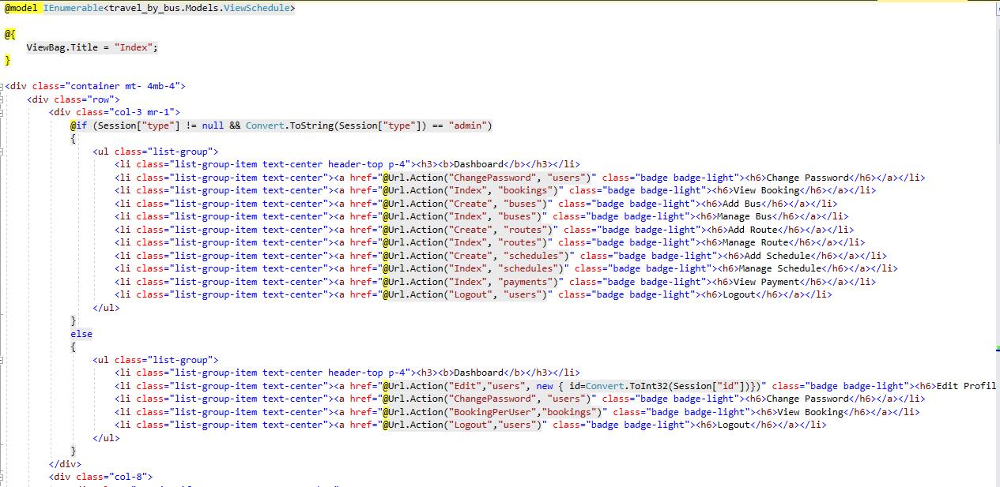 @model IEnumerable<travel_by_bus.Models.ViewSchedule>
@{
ViewBag.Title = "Index";
}
<div class="container mt- 4mb-4">
<div class="row">
<div class="col-3 mr-1">
@if (Session["type"] != null && Convert.ToString(Session["type"]) == "admin")
{
<ul class="list-group">
<li class="list-group-item text-center header-top p-4"><h3><b>Dashboard</b></h3></li>
<li class="list-group-item text-center"><a href="@Url.Action("ChangePassword", "users")" class="badge badge-light"><h6>Change Password</h6></a></li>
<li class="list-group-item text-center"><a href="@Url.Action("Index", "bookings")" class="badge badge-light"><h6>View Booking</h6></a></li>
<li class="list-group-item text-center"><a href="@Url.Action("Create", "buses")" class="badge badge-light"><h6>Add Bus</h6></a></li>
<li class="list-group-item text-center"><a href="@Url.Action("Index", "buses")" class="badge badge-light"><h6>Manage Bus</h6></a></li>
<li class="list-group-item text-center"><a href="@Url.Action("Create", "routes")" class="badge badge-light"><h6>Add Route</h6></a></li>
<li class="list-group-item text-center"><a href="@Url.Action("Index", "routes")" class="badge badge-light"><h6>Manage Route</h6></a></li>
<li class="list-group-item text-center"><a href="@Url.Action("Create", "schedules")" class="badge badge-light"><h6>Add Schedule</h6></a></li>
<li class="list-group-item text-center"><a href="@Url.Action("Index", "schedules")" class="badge badge-light"><h6>Manage Schedule</h6></a></li>
<li class="list-group-item text-center"><a href="@Url.Action("Index", "payments")" class="badge badge-light"><h6>View Payment</h6></a></li>
<li class="list-group-item text-center"><a href="@Url.Action("Logout", "users")" class="badge badge-light"><h6>Logout</h6></a></li>
</ul>
}
else
{
<ul class="list-group">
<li class="list-group-item text-center header-top p-4"><h3><b>Dashboard</b></h3></li>
<li class="list-group-item text-center"><a href="@Url.Action("Edit","users", new { id=Convert.ToInt32(Session["id"])})" class="badge badge-light"><h6>Edit Profil
<li class="list-group-item text-center"><a href="@Url.Action("ChangePassword", "users")" class="badge badge-light"><h6>Change Password</h6></a></li>
<li class="list-group-item text-center"><a href="@Url.Action("BookingPerUser","bookings")" class="badge badge-light"><h6>View Booking</h6></a></li>
<li class="list-group-item text-center"><a href="@Url.Action("Logout","users")" class="badge badge-light"><h6>Logout</h6></a></li>
</ul>
}
</div>
<div class="col-8">